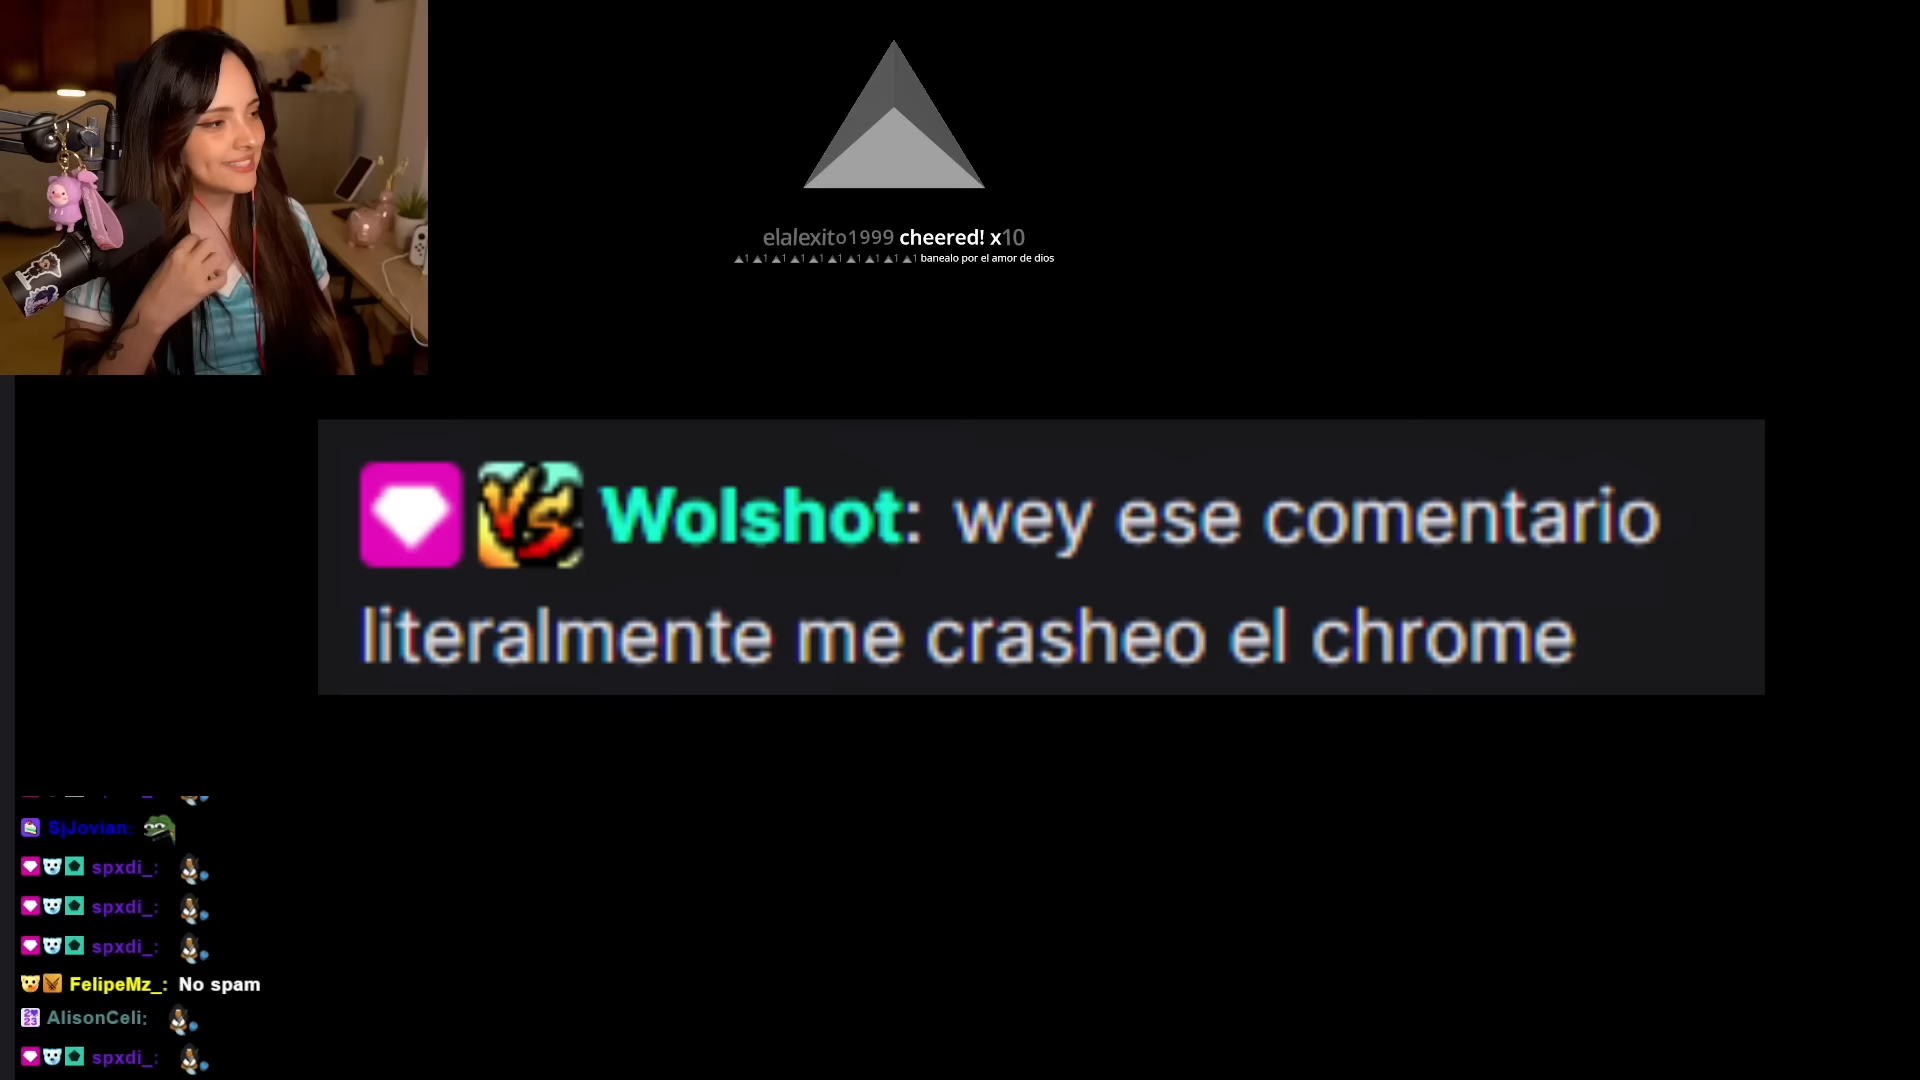 elalexito1999 cheered! x10
1 1 1 1 1 1 1 1 1 1 banealo por el amor de dios
Wolshot: wey ese comentario
literalmente me crasheo el chrome
SjJovian:
spxdi_:
spxdi_:
spxdi_:
FelipeMz_: No spam
AlisonCeli:
spxdi_: